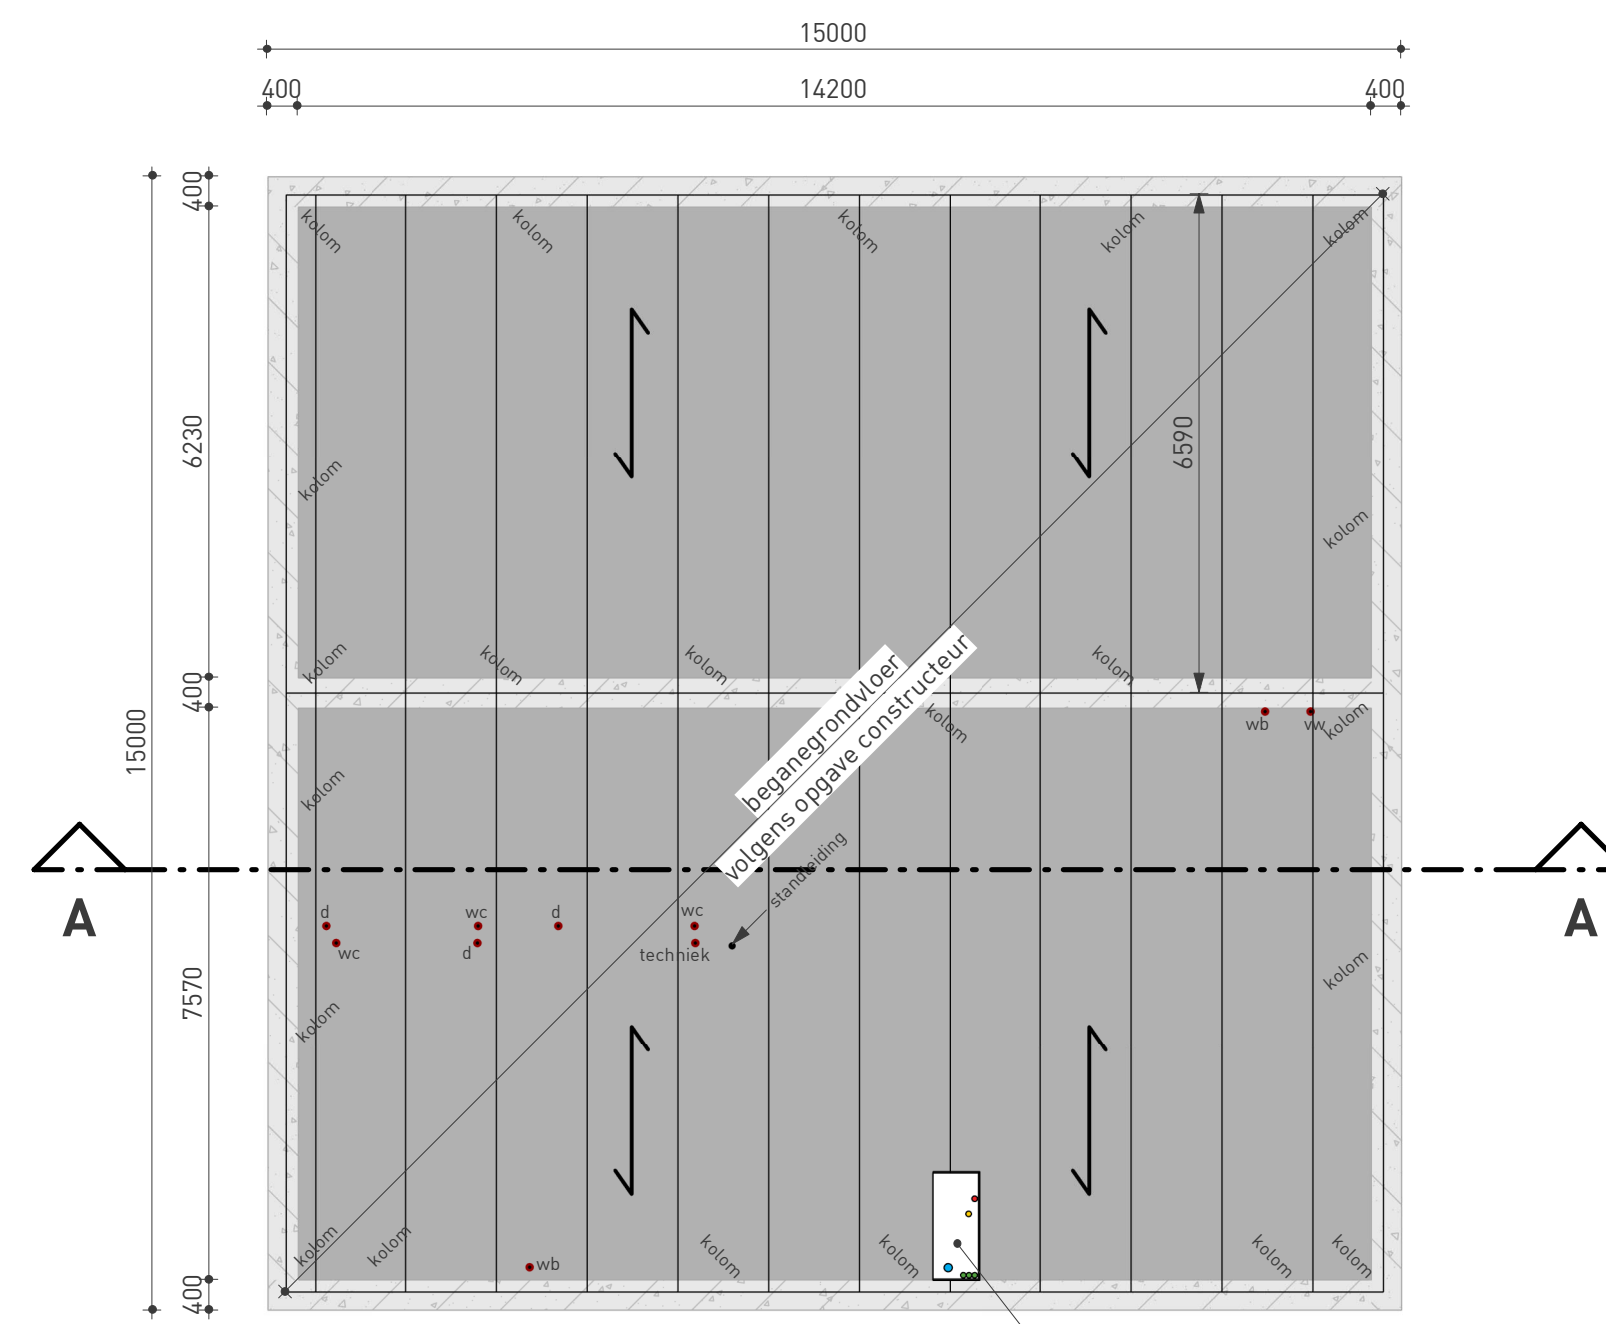 15000
400 14200 400
400
kolom kolom kolom kolom kolom
6230
6590
kolom
kolom
kolom kolom kolom kolom
400
15000
kolom wb vw kolom
beganegrondvloer
volgens opgave constructeur
kolom
standleiding
A A
d wc d wc
wc d techniek
kolom
7570
kolom
kolom kolom wb kolom kolom kolom kolom
400